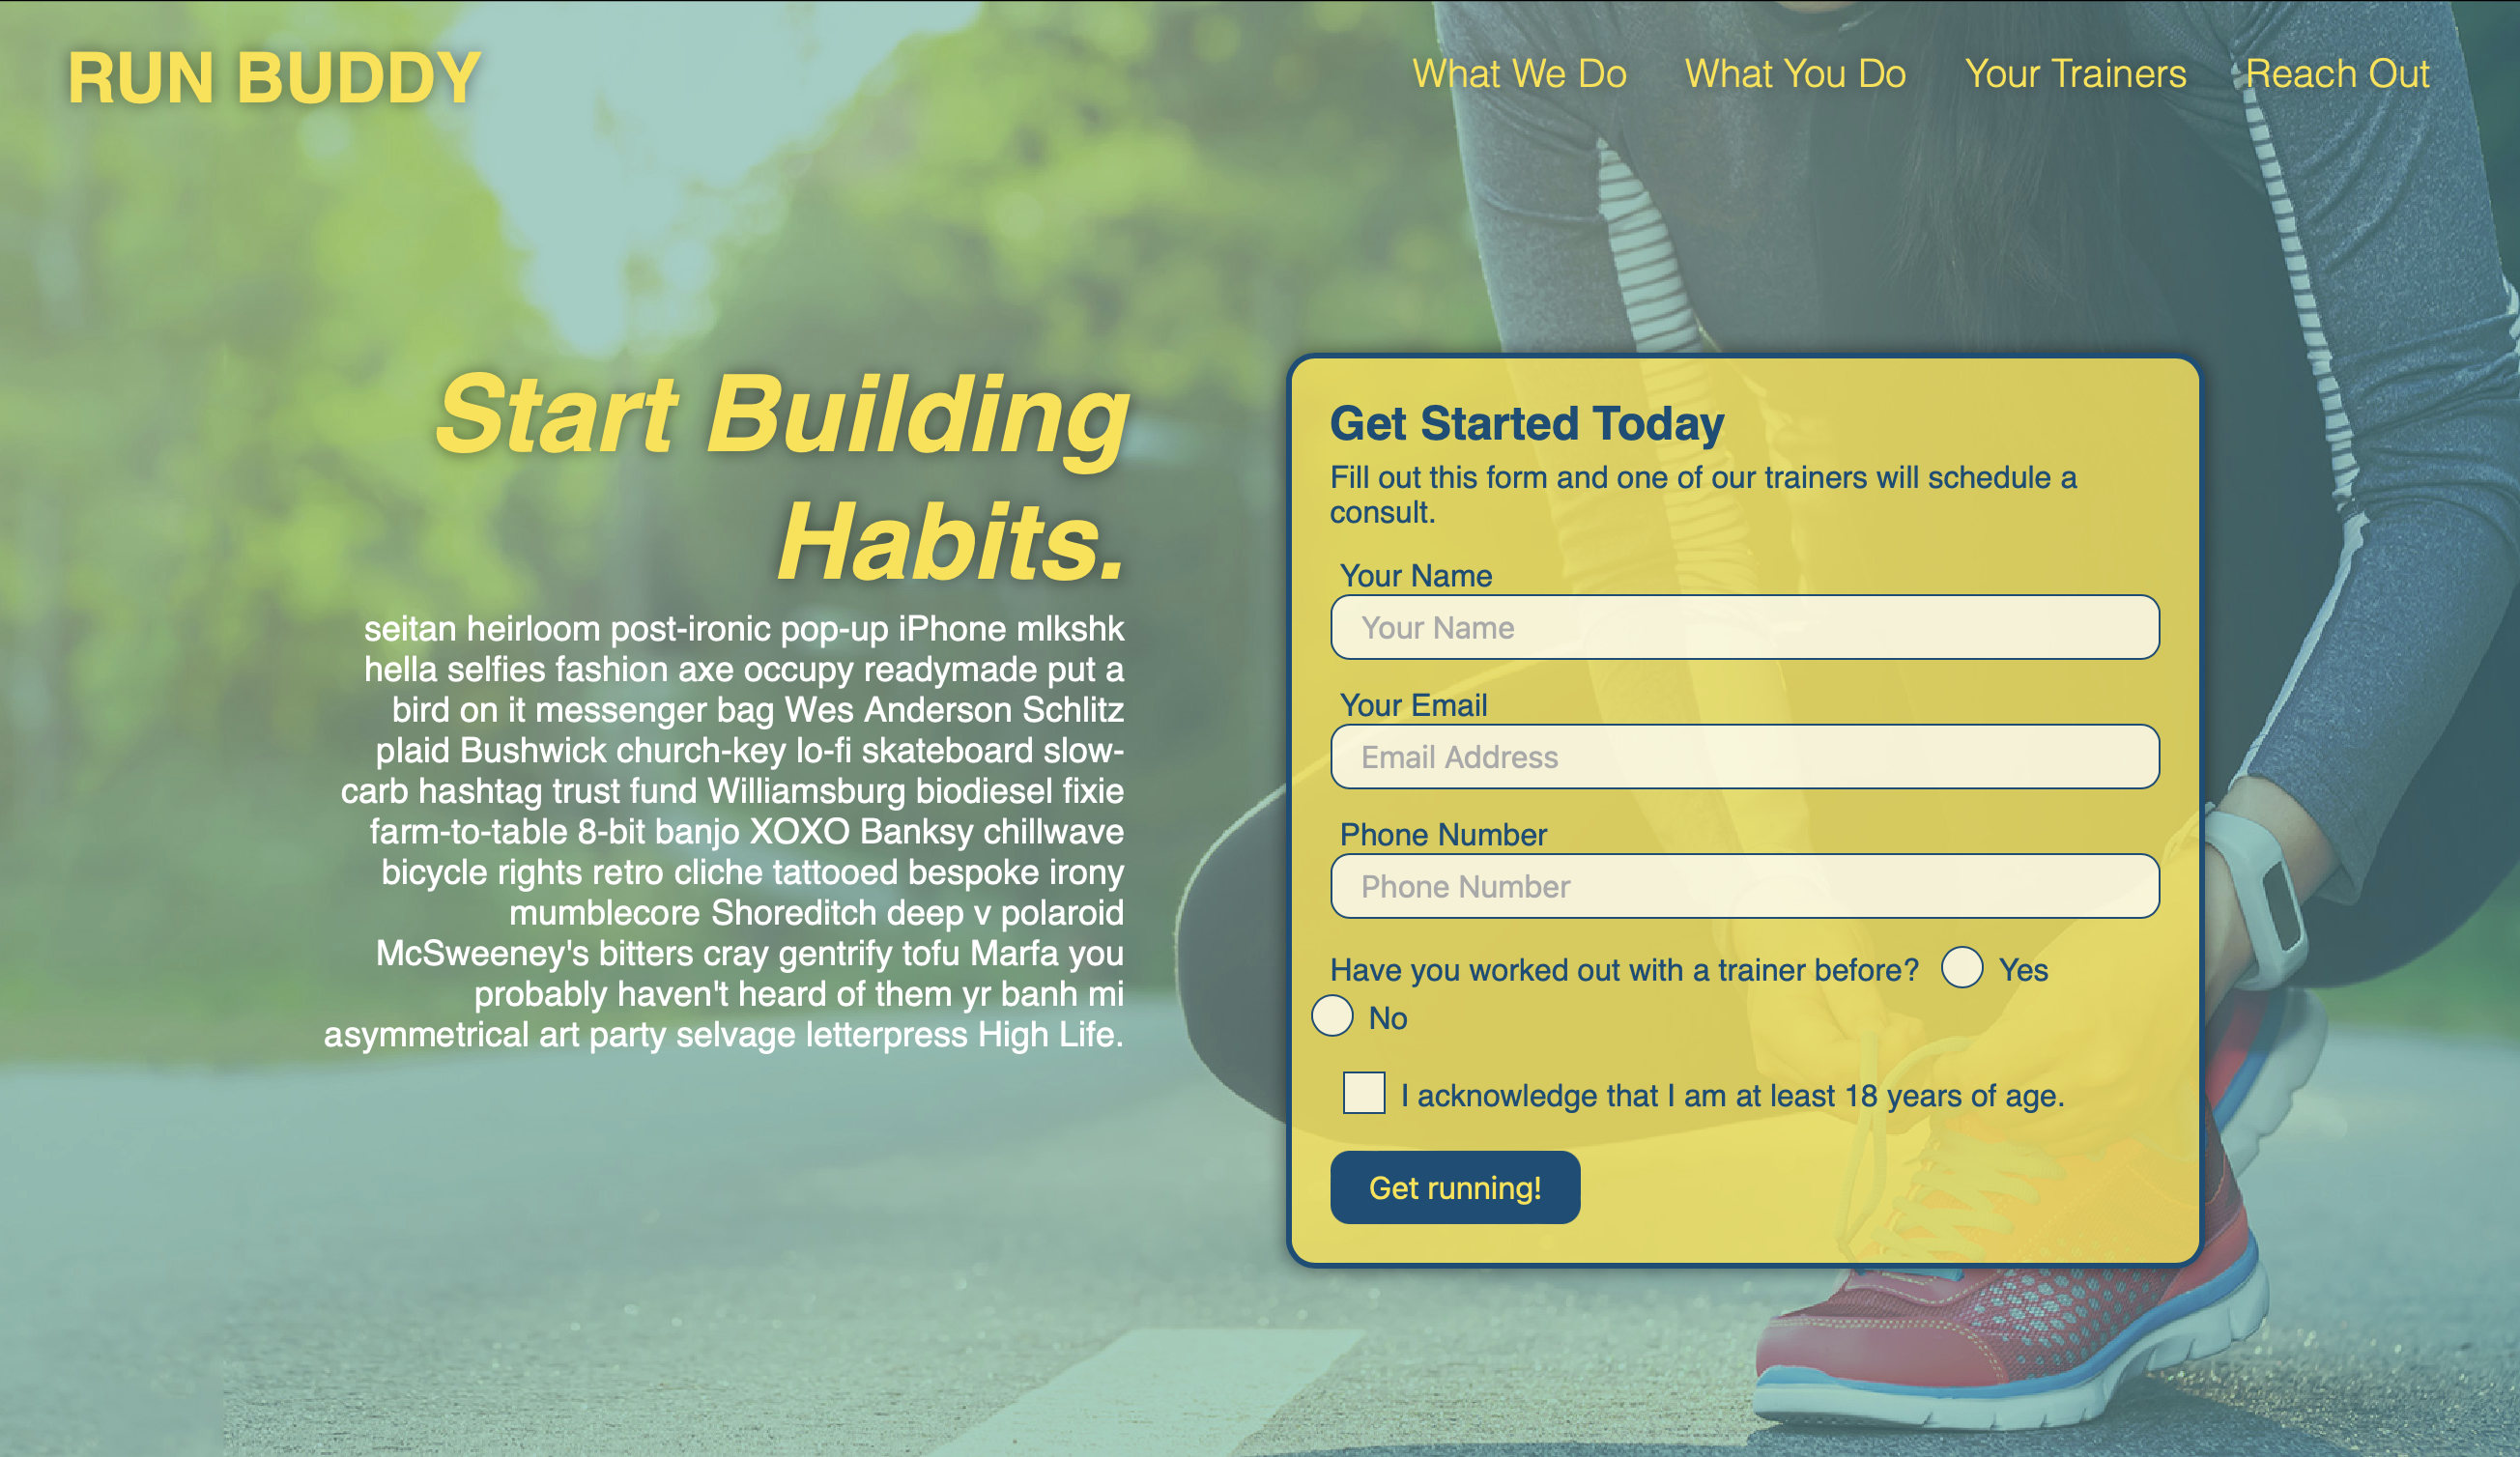 RUN BUDDY
What We Do
What You Do
Your Trainers
Reach Out
Start Building
Habits.
seitan heirloom post-ironic pop-up iPhone mlkshk
hella selfies fashion axe occupy readymade put a
bird on it messenger bag Wes Anderson Schlitz
plaid Bushwick church-key lo-fi skateboard slow-
carb hashtag trust fund Williamsburg biodiesel fixie
farm-to-table 8-bit banjo XOXO Banksy chillwave
bicycle rights retro cliche tattooed bespoke irony
mumblecore Shoreditch deep v polaroid
McSweeney's bitters cray gentrify tofu Marfa you
probably haven't heard of them yr banh mi
asymmetrical art party selvage letterpress High Life.
Get Started Today
Fill out this form and one of our trainers will schedule a
consult.
Your Name
Your Name
Your Email
Email Address
Phone Number
Phone Number
Have you worked out with a trainer before? Yes
No
I acknowledge that I am at least 18 years of age.
Get running!